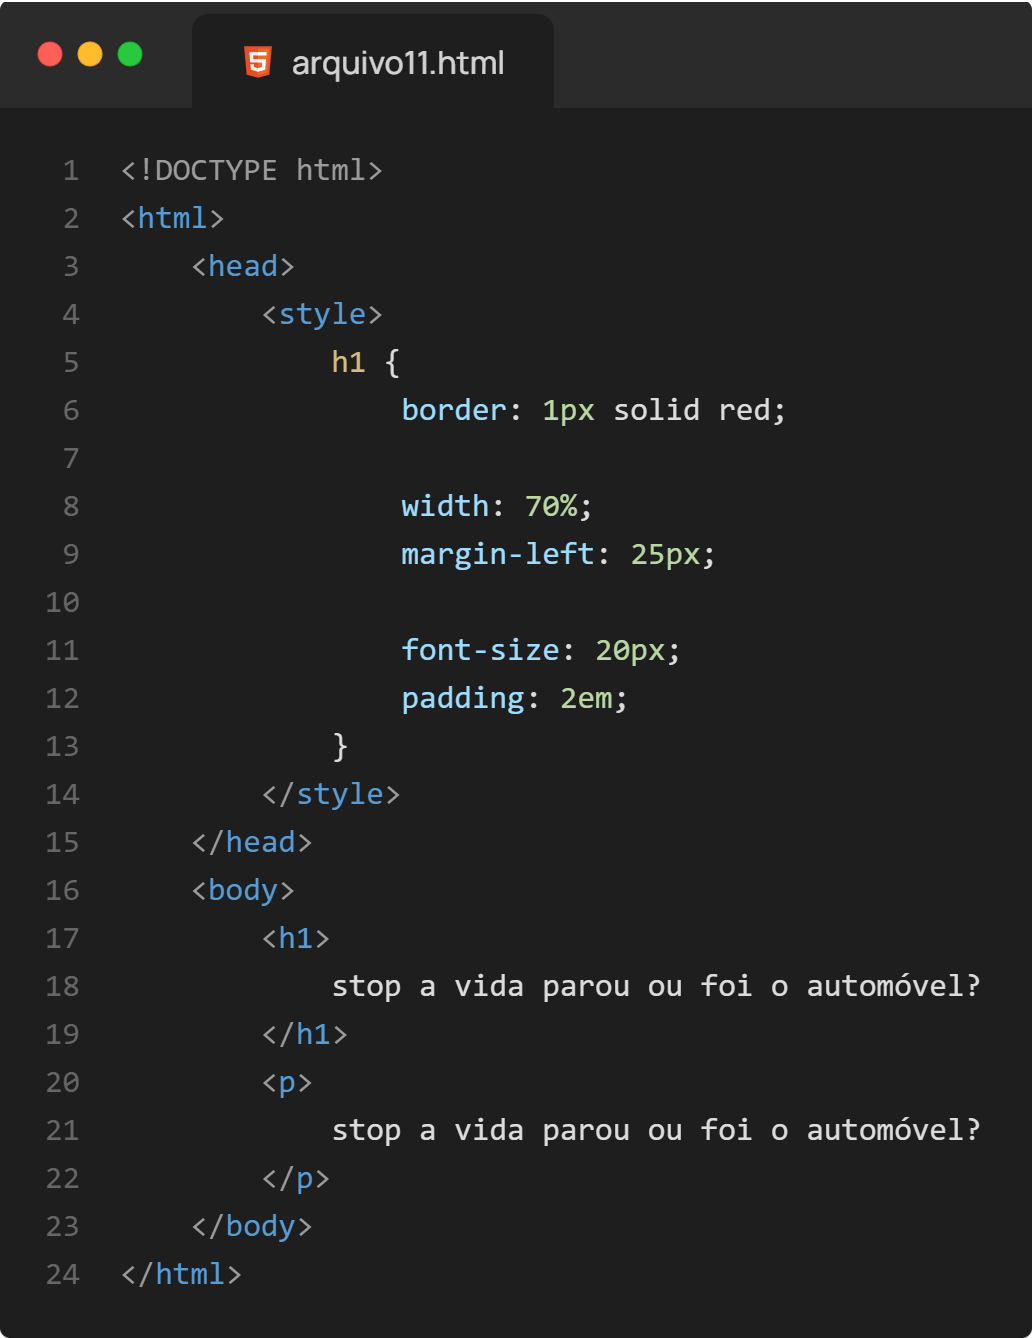 arquivo11.html
1 <!DOCTYPE html>
2 <html>
3     <head>
4         <style>
5             h1 {
6                 border: 1px solid red;
7
8                 width: 70%;
9                 margin-left: 25px;
10
11                 font-size: 20px;
12                 padding: 2em;
13             }
14         </style>
15     </head>
16     <body>
17         <h1>
18             stop a vida parou ou foi o automóvel?
19         </h1>
20         <p>
21             stop a vida parou ou foi o automóvel?
22         </p>
23     </body>
24 </html>